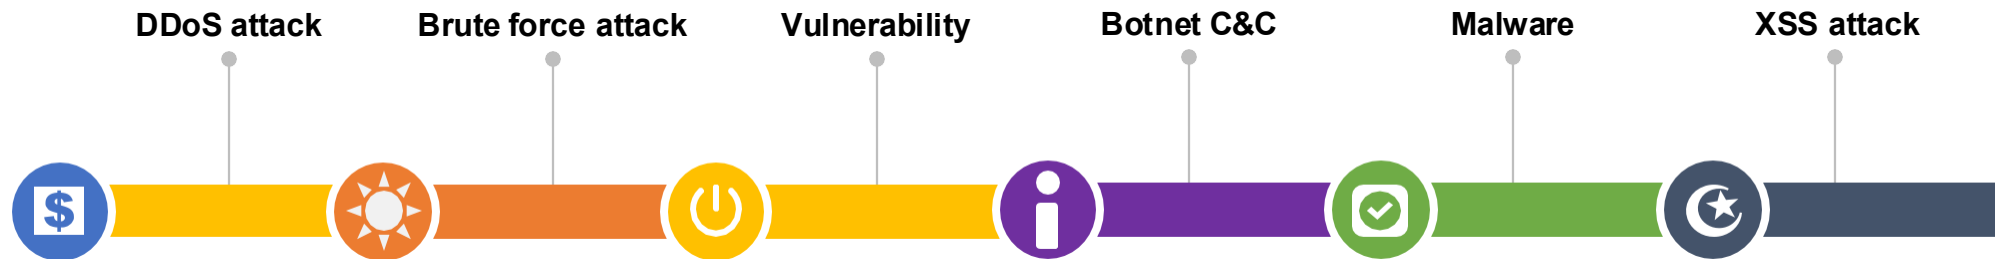 DDoS attack
Brute force attack
Vulnerability
Botnet C&C
Malware
XSS attack
$